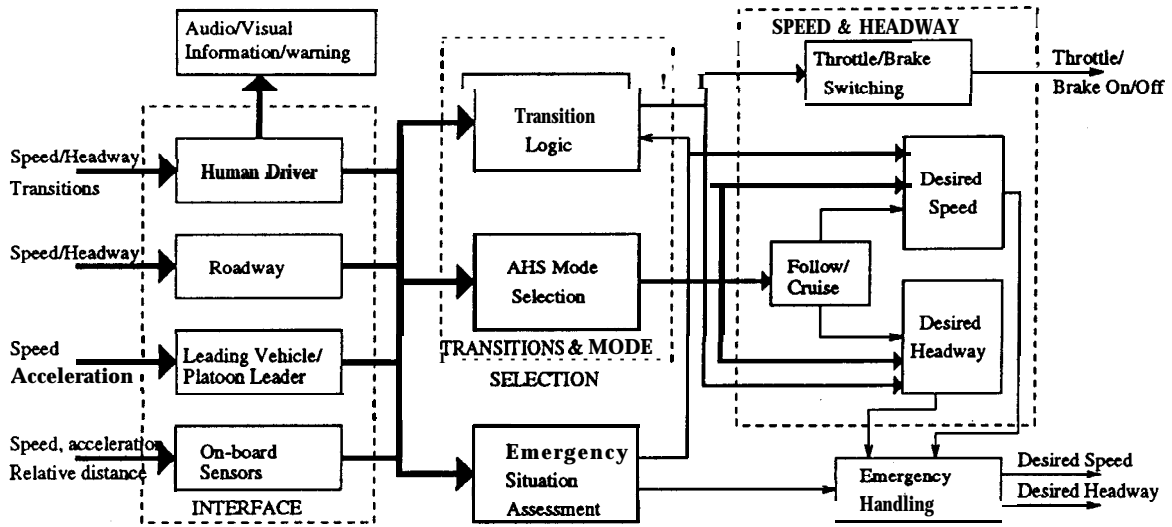 Audio/Visual
Information/warning
SPEED & HEADWAY
Throttle/Brake
Switching
Throttle/
Brake On/Off
Transition
Logic
Speed/Headway
Transitions
Human Driver
Desired
Speed
Speed/Headway
Roadway
AHS Mode
Selection
Follow/
Cruise
Desired
Headway
Speed
Acceleration
Leading Vehicle/
Platoon Leader
TRANSITIONS & MODE
SELECTION
Speed, acceleration
Relative distance
On-board
Sensors
INTERFACE
Emergency
Situation
Assessment
Emergency
Handling
Desired Speed
Desired Headway